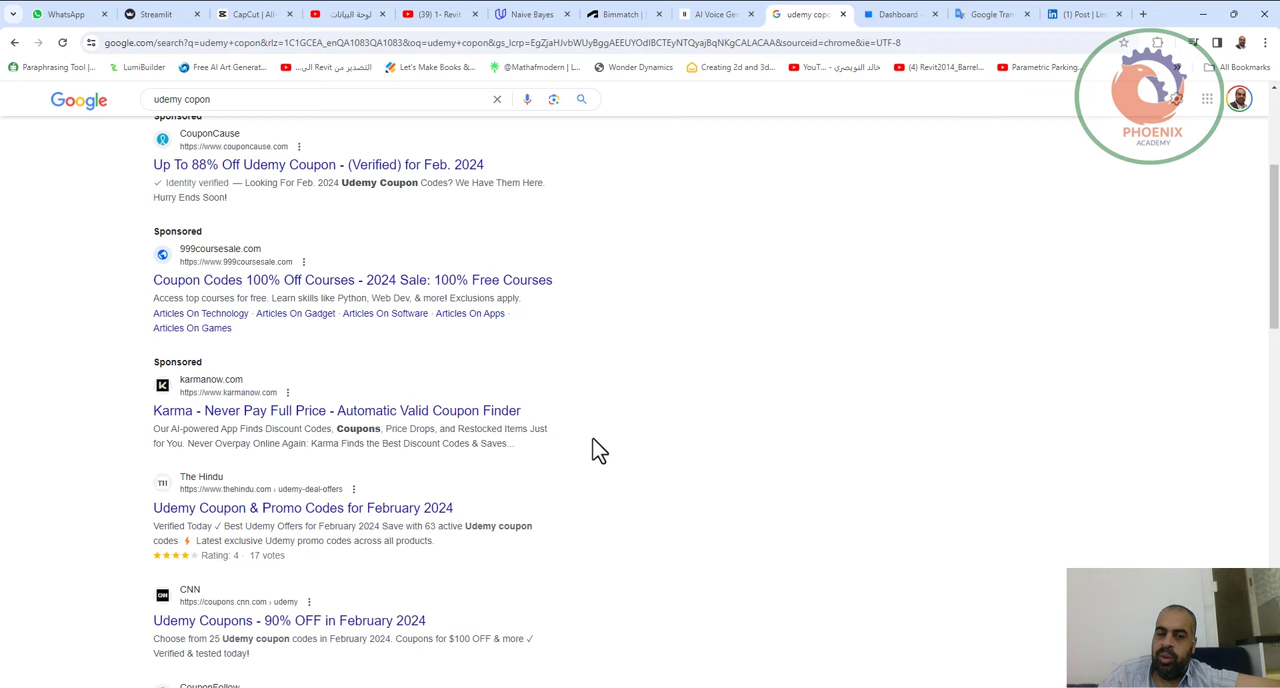 WhatsApp
Streamlit
CapCut | All-
(39) 1- Revit
لوحة البيانات
Naive Bayes
Bimmatch |
AI Voice Ge
udemy copo
Dashboard
Google Tran
(1) Post | Lin
google.com/search?q=udemy+copon&rlz=1C1GCEA_enQA1083QA1083&oq=udemy+copon&gs_lcrp=EgZjaHJvbWUyBggAEEUYOdIBCTEyNTQyajBqNKgCALACAA&sourceid=chrome&ie=UTF-8
Paraphrasing Tool |...
LumiBuilder
Free AI Art Generat...
التصدير من Revit الى...
Let's Make a Combo...
@Mathafmodern | L...
Wonder Dynamics
Creating 2d and 3d...
خالد القويصري - YouT...
(4) Revit2014_Barrel...
Parametric Parking...
»
All Bookmarks
Google
udemy copon
PHOENIX
ACADEMY
Sponsored
CouponCause
https://www.couponcause.com
Up To 88% Off Udemy Coupon - (Verified) for Feb. 2024
✓ Identity verified — Looking For Feb. 2024 Udemy Coupon Codes? We Have Them Here.
Hurry Ends Soon!
Sponsored
999coursesale.com
https://www.999coursesale.com
Coupon Codes 100% Off Courses - 2024 Sale: 100% Free Courses
Access top courses for free. Learn skills like Python, Web Dev, & more! Exclusions apply.
Articles On Technology · Articles On Gadget · Articles On Software · Articles On Apps ·
Articles On Games
Sponsored
K
karmanow.com
https://www.karmanow.com
Karma - Never Pay Full Price - Automatic Valid Coupon Finder
Our AI-powered App Finds Discount Codes, Coupons, Price Drops, and Restocked Items Just
for You. Never Overpay Online Again: Karma Finds the Best Discount Codes & Saves...
The Hindu
https://www.thehindu.com › udemy-deal-offers
Udemy Coupon & Promo Codes for February 2024
Verified Today ✓ Best Udemy Offers for February 2024 Save with 63 active Udemy coupon
codes ⚡ Latest exclusive Udemy promo codes across all products.
Rating: 4 · 17 votes
CNN
CNN
https://coupons.cnn.com › udemy
Udemy Coupons - 90% OFF in February 2024
Choose from 25 Udemy coupon codes in February 2024. Coupons for $100 OFF & more ✓
Verified & tested today!
CouponFollow